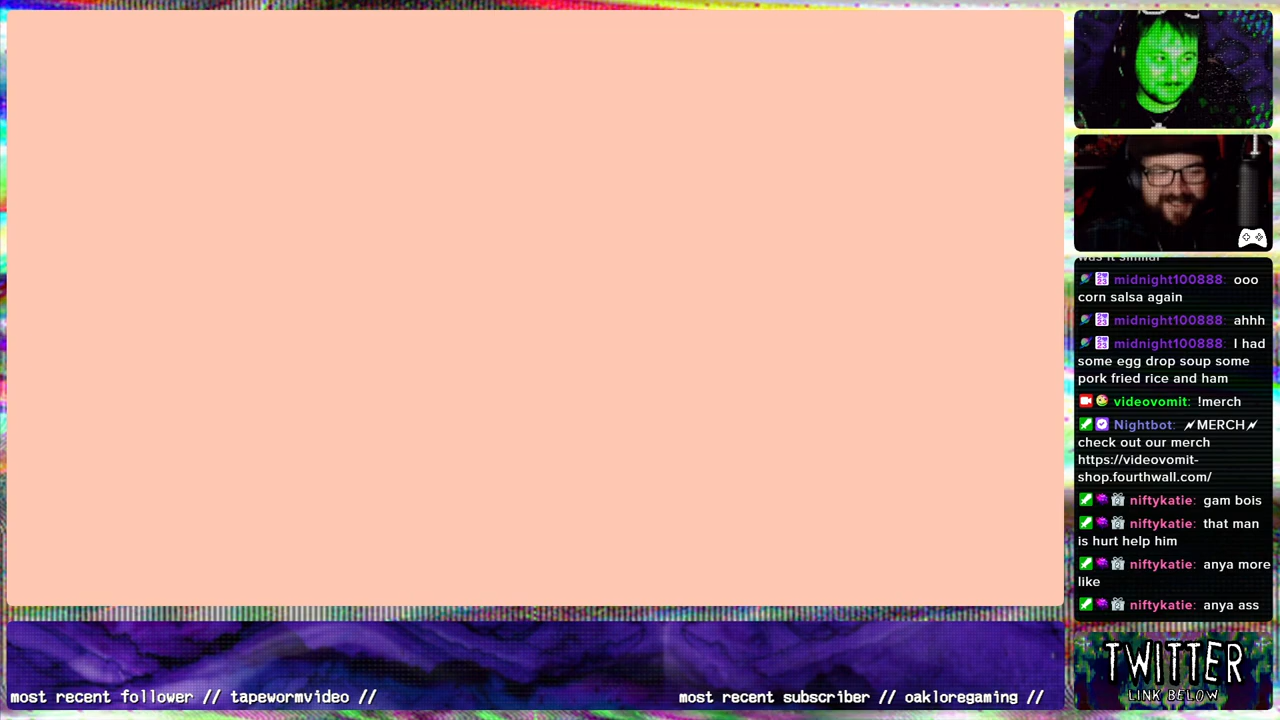 was it similar
midnight100888: ooo
corn salsa again
midnight100888: ahhh
midnight100888: I had
some egg drop soup some
pork fried rice and ham
videovomit: !merch
Nightbot: MERCH
check out our merch
https://videovomit-
shop.fourthwall.com/
niftykatie: gam bois
niftykatie: that man
is hurt help him
niftykatie: anya more
like
niftykatie: anya ass
TWITTER
LINK BELOW
most recent follower // tapewormvideo //
most recent subscriber // oakloregaming //